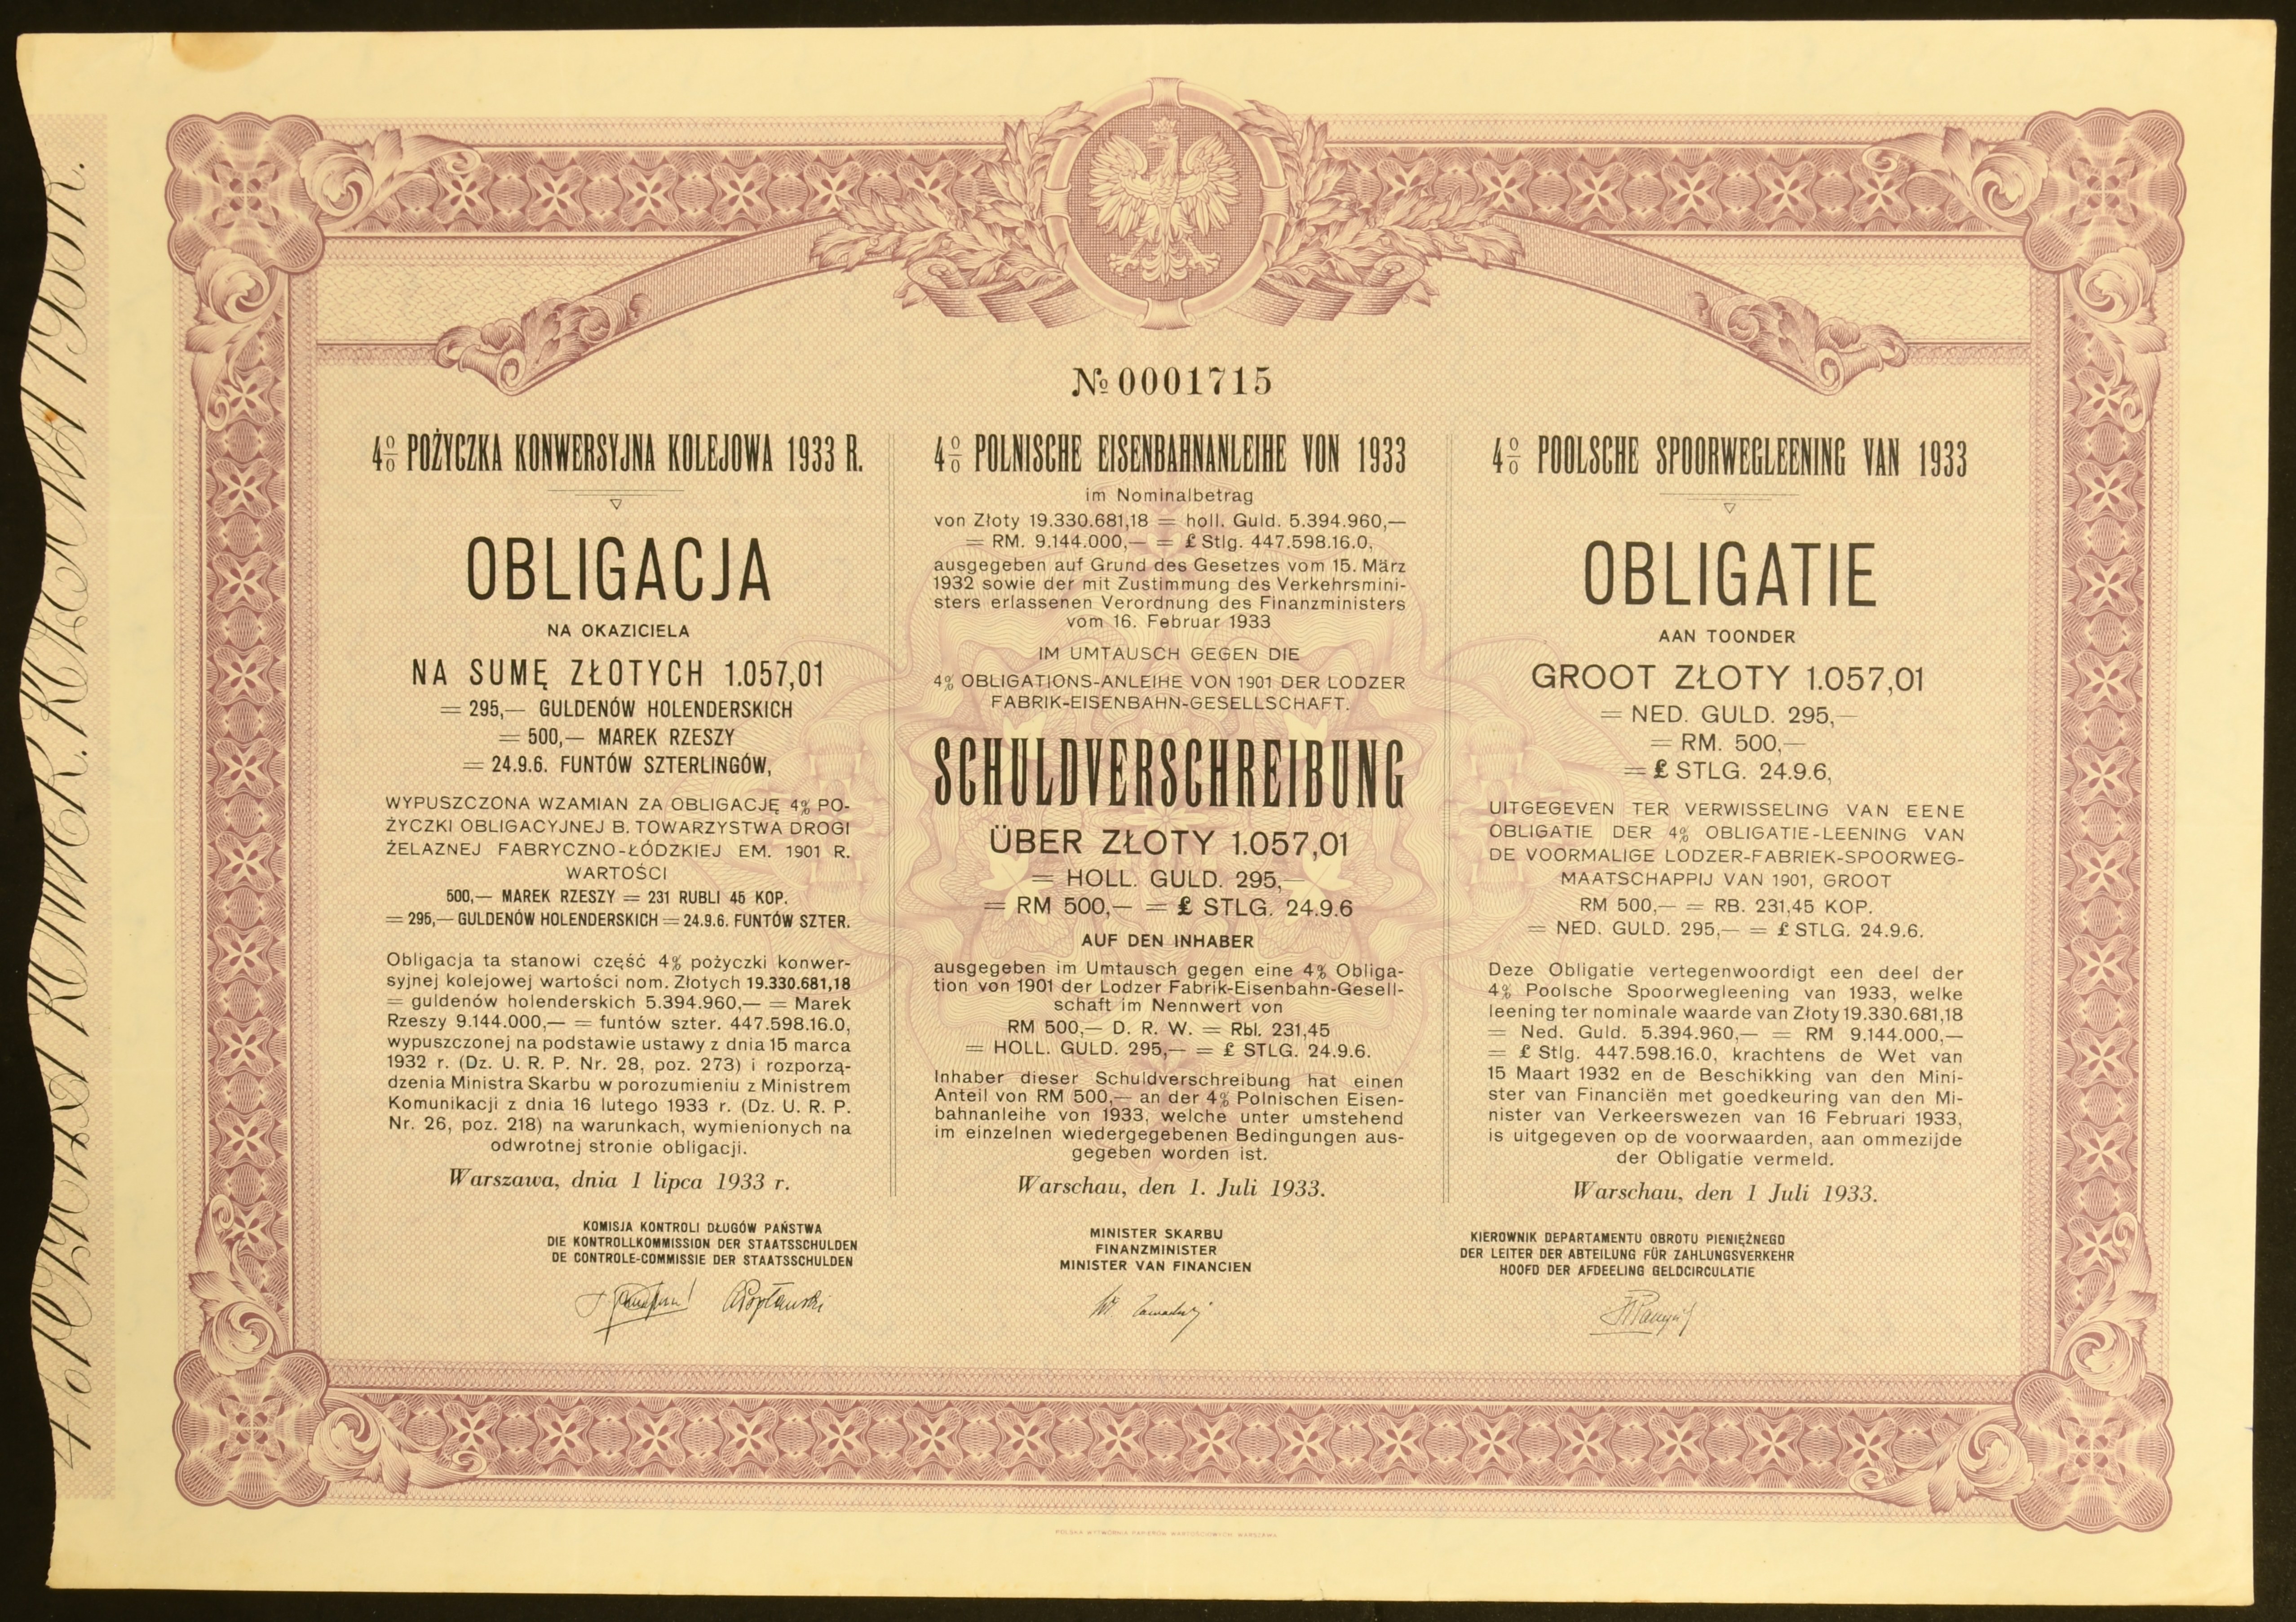 4% POŻYCZKA KONWER. KOLEJOWA 1933 R.
№ 0001715
4% POŻYCZKA KONWERSYJNA KOLEJOWA 1933 R.
OBLIGACJA
NA OKAZICIELA
NA SUMĘ ZŁOTYCH 1.057,01
= 295,— GULDENÓW HOLENDERSKICH
= 500,— MAREK RZESZY
= 24.9.6. FUNTÓW SZTERLINGÓW,
WYPUSZCZONA WZAMIAN ZA OBLIGACJĘ 4% PO-
ŻYCZKI OBLIGACYJNEJ B. TOWARZYSTWA DROGI
ŻELAZNEJ FABRYCZNO-ŁÓDZKIEJ EM. 1901 R.
WARTOŚCI
500,— MAREK RZESZY = 231 RUBLI 45 KOP.
= 295,— GULDENÓW HOLENDERSKICH = 24.9.6. FUNTÓW SZTER.
Obligacja ta stanowi część 4% pożyczki konwer-
syjnej kolejowej wartości nom. Złotych 19.330.681,18
= guldenów holenderskich 5.394.960,— = Marek
Rzeszy 9.144.000,— = funtów szter. 447.598.16.0,
wypuszczonej na podstawie ustawy z dnia 15 marca
1932 r. (Dz. U. R. P. Nr. 28, poz. 273) i rozporzą-
dzenia Ministra Skarbu w porozumieniu z Ministrem
Komunikacji z dnia 16 lutego 1933 r. (Dz. U. R. P.
Nr. 26, poz. 218) na warunkach, wymienionych na
odwrotnej stronie obligacji.
Warszawa, dnia 1 lipca 1933 r.
4% POLNISCHE EISENBAHNANLEIHE VON 1933
im Nominalbetrag
von Złoty 19.330.681,18 = holl. Guld. 5.394.960,—
= RM. 9.144.000,— = £ Stlg. 447.598.16.0,
ausgegeben auf Grund des Gesetzes vom 15. März
1932 sowie der mit Zustimmung des Verkehrsmini-
sters erlassenen Verordnung des Finanzministers
vom 16. Februar 1933
IM UMTAUSCH GEGEN DIE
4% OBLIGATIONS-ANLEIHE VON 1901 DER LODZER
FABRIK-EISENBAHN-GESELLSCHAFT.
SCHULDVERSCHREIBUNG
ÜBER ZŁOTY 1.057,01
= HOLL. GULD. 295,—
= RM 500,— = £ STLG. 24.9.6
AUF DEN INHABER
ausgegeben im Umtausch gegen eine 4% Obliga-
tion von 1901 der Lodzer Fabrik-Eisenbahn-Gesell-
schaft im Nennwert von
RM 500,— D. R. W. = Rbl. 231,45
= HOLL. GULD. 295,— = £ STLG. 24.9.6.
Inhaber dieser Schuldverschreibung hat einen
Anteil von RM 500,— an der 4% Polnischen Eisen-
bahnanleihe von 1933, welche unter umstehend
im einzelnen wiedergegebenen Bedingungen aus-
gegeben worden ist.
Warschau, den 1. Juli 1933.
4% POOLSCHE SPOORWEGLEENING VAN 1933
OBLIGATIE
AAN TOONDER
GROOT ZŁOTY 1.057,01
= NED. GULD. 295,—
= RM. 500,—
= £ STLG. 24.9.6,
UITGEGEVEN TER VERWISSELING VAN EENE
OBLIGATIE DER 4% OBLIGATIE-LEENING VAN
DE VOORMALIGE LODZER-FABRIEK-SPOORWEG-
MAATSCHAPPIJ VAN 1901, GROOT
RM 500,— = RB. 231,45 KOP.
= NED. GULD. 295,— = £ STLG. 24.9.6.
Deze Obligatie vertegenwoordigt een deel der
4% Poolsche Spoorwegleening van 1933, welke
leening ter nominale waarde van Złoty 19.330.681,18
= Ned. Guld. 5.394.960,— = RM 9.144.000,—
= £ Stlg. 447.598.16.0, krachtens de Wet van
15 Maart 1932 en de Beschikking van den Mini-
ster van Financiën met goedkeuring van den Mi-
nister van Verkeerswezen van 16 Februari 1933,
is uitgegeven op de voorwaarden, aan ommezijde
der Obligatie vermeld.
Warschau, den 1 Juli 1933.
KOMISJA KONTROLI DŁUGÓW PAŃSTWA
DIE KONTROLLKOMMISSION DER STAATSSCHULDEN
DE CONTROLE-COMMISSIE DER STAATSSCHULDEN
MINISTER SKARBU
FINANZMINISTER
MINISTER VAN FINANCIEN
KIEROWNIK DEPARTAMENTU OBROTU PIENIĘŻNEGO
DER LEITER DER ABTEILUNG FÜR ZAHLUNGSVERKEHR
HOOFD DER AFDEELING GELDCIRCULATIE
POLSKA WYTWÓRNIA PAPIERÓW WARTOŚCIOWYCH WARSZAWA